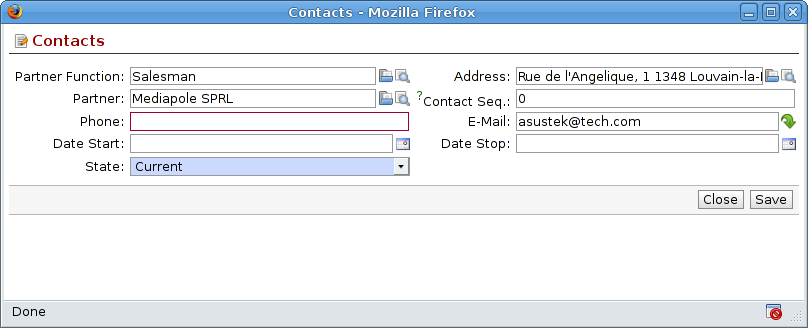 Contacts - Mozilla Firefox
Contacts
Partner Function: Salesman Address: Rue de l'Angelique, 1 1348 Louvain-la-
Partner: Mediapole SPRL ?Contact Seq.: 0
Phone: E-Mail: asustek@tech.com
Date Start: Date Stop:
State: Current
Close Save
Done